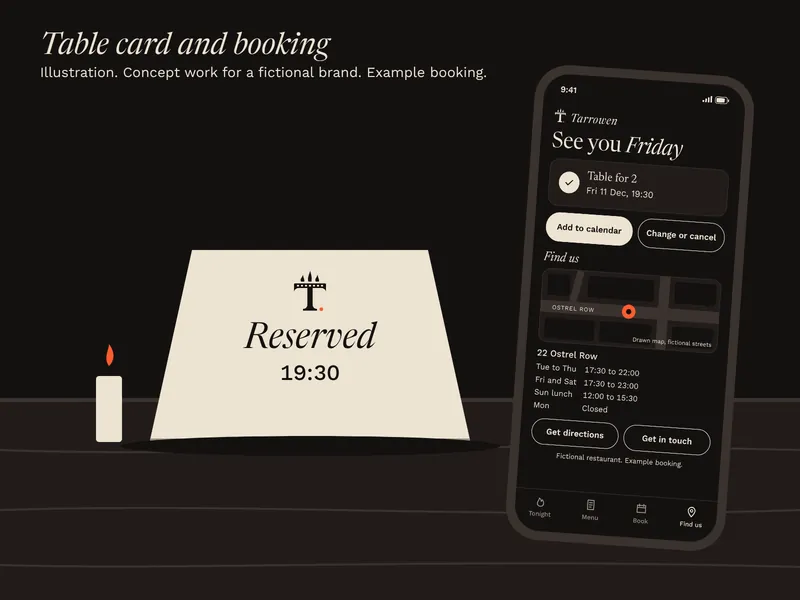 Table card and booking
Illustration. Concept work for a fictional brand. Example booking.
T.
Reserved
19:30
9:41
Tarrowen
See you Friday
Table for 2
Fri 11 Dec, 19:30
Add to calendar
Change or cancel
Find us
OSTREL ROW
Drawn map, fictional streets
22 Ostrel Row
Tue to Thu 17:30 to 22:00
Fri and Sat 17:30 to 23:00
Sun lunch 12:00 to 15:30
Mon Closed
Get directions
Get in touch
Fictional restaurant. Example booking.
Tonight
Menu
Book
Find us